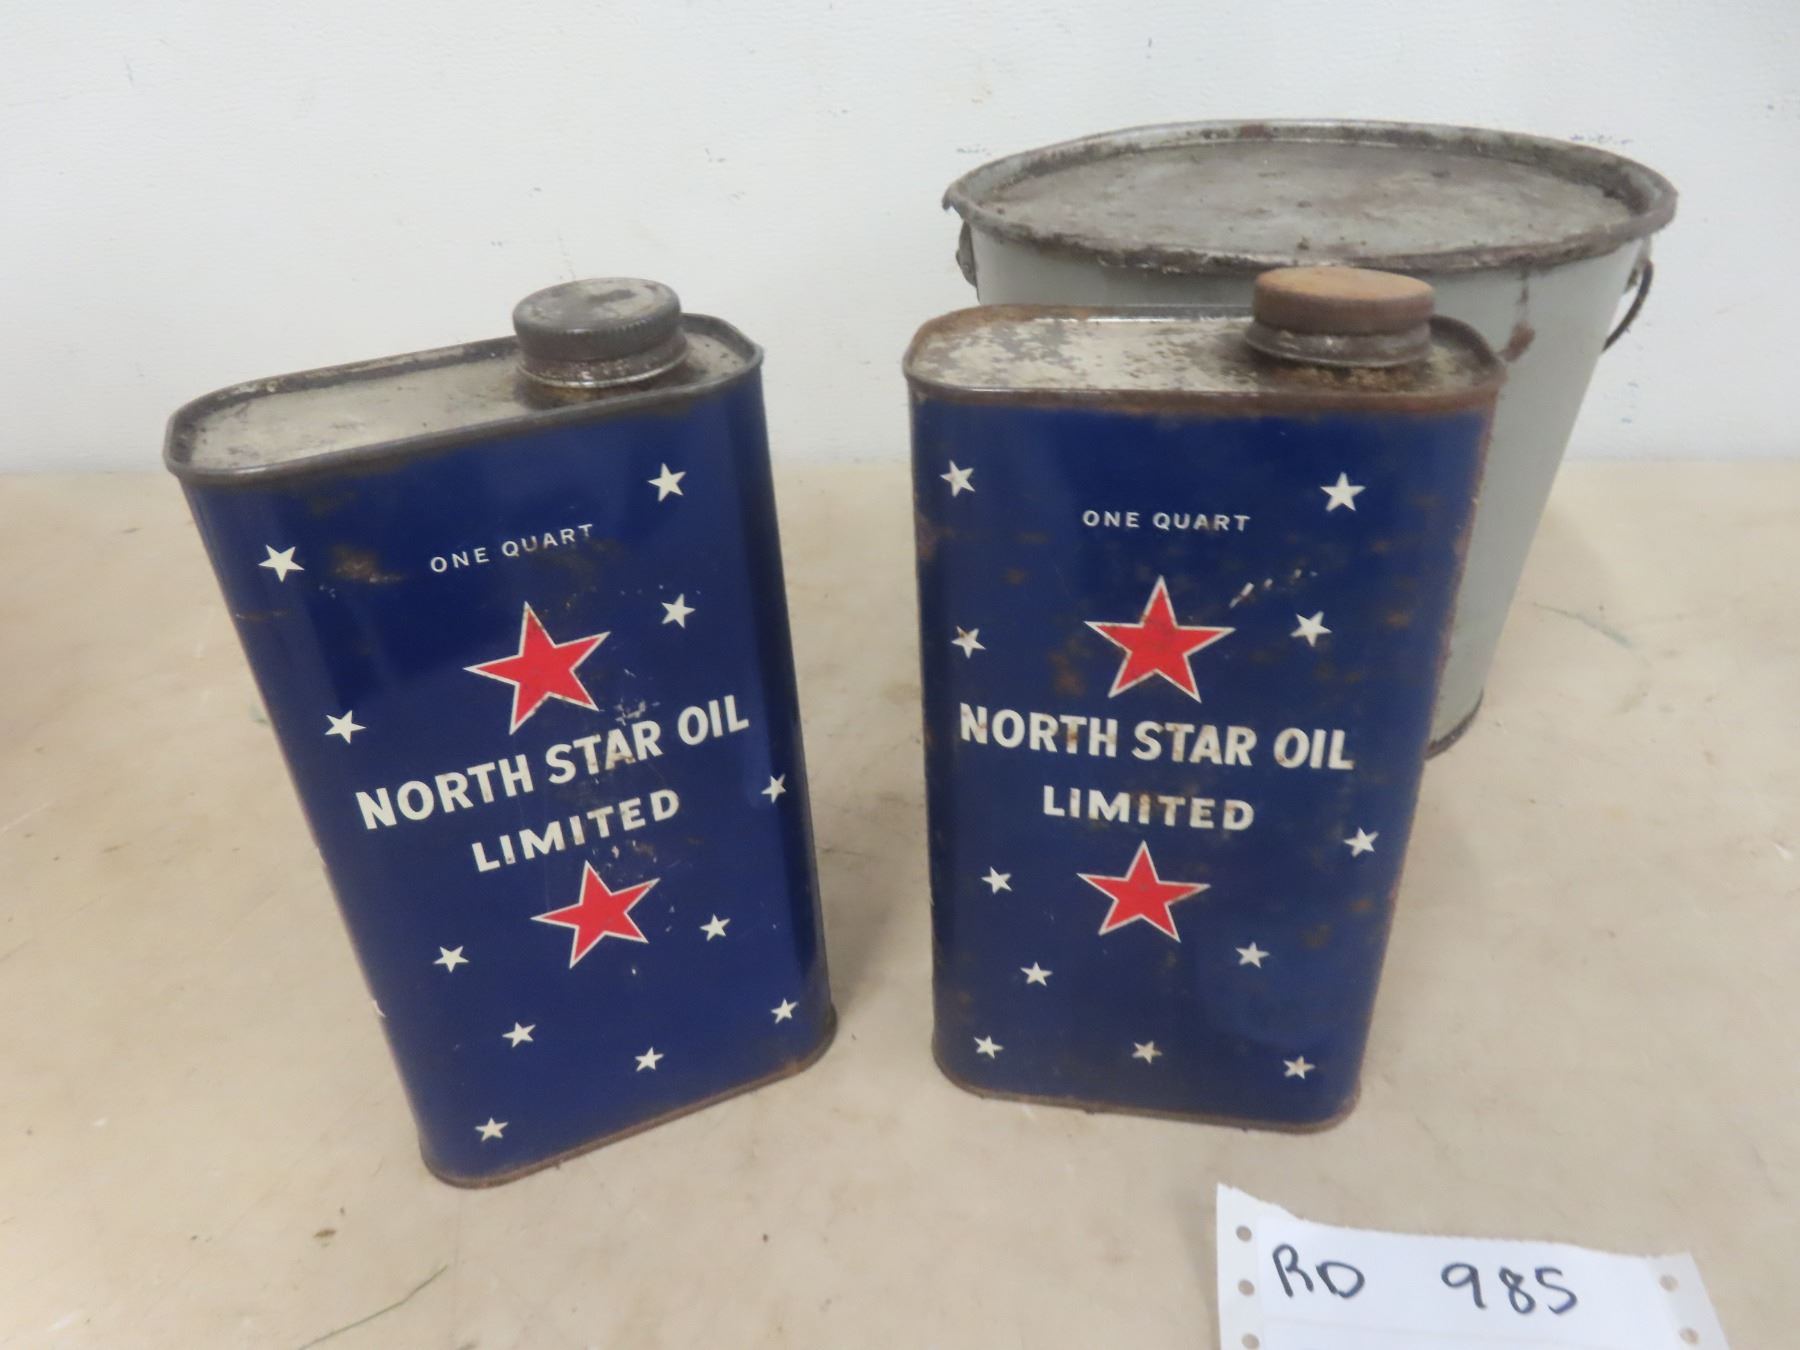 ONE QUART
NORTH STAR OIL
LIMITED
ONE QUART
NORTH STAR OIL
LIMITED
RD 985